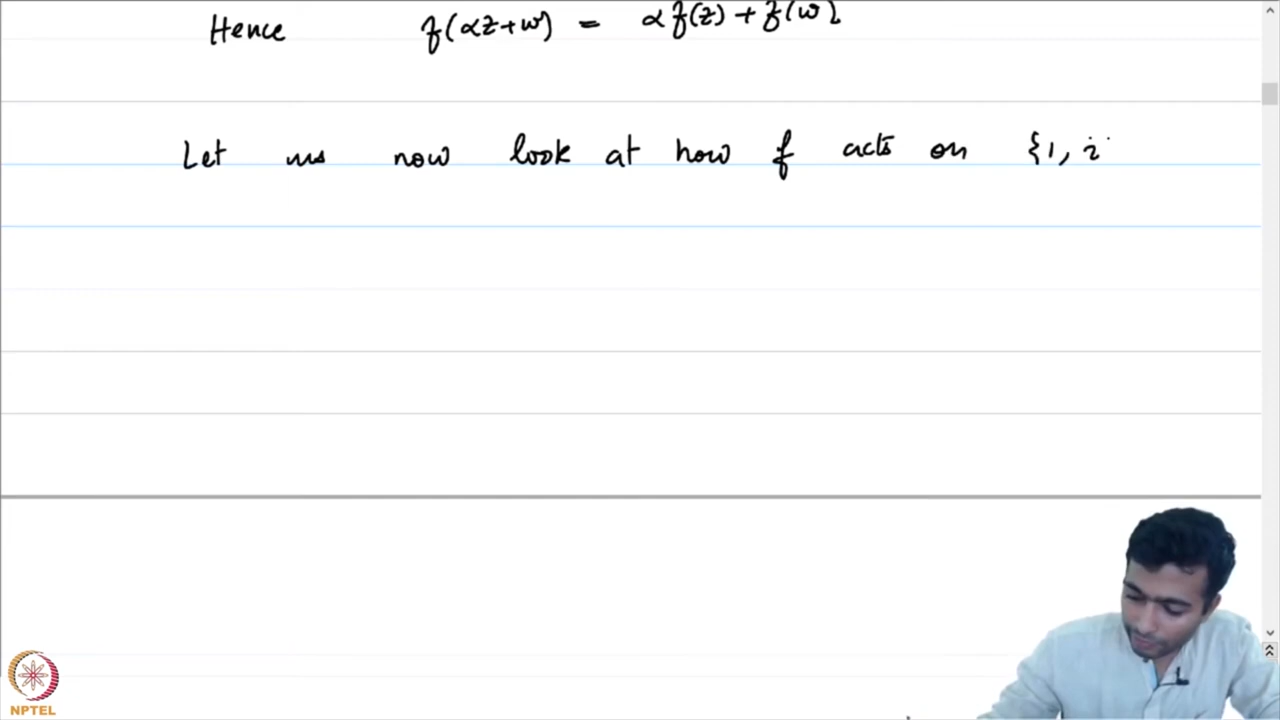 Hence f(αz+w) = αf(z) + f(w).
Let us now look at how f acts on {1, i
NPTEL